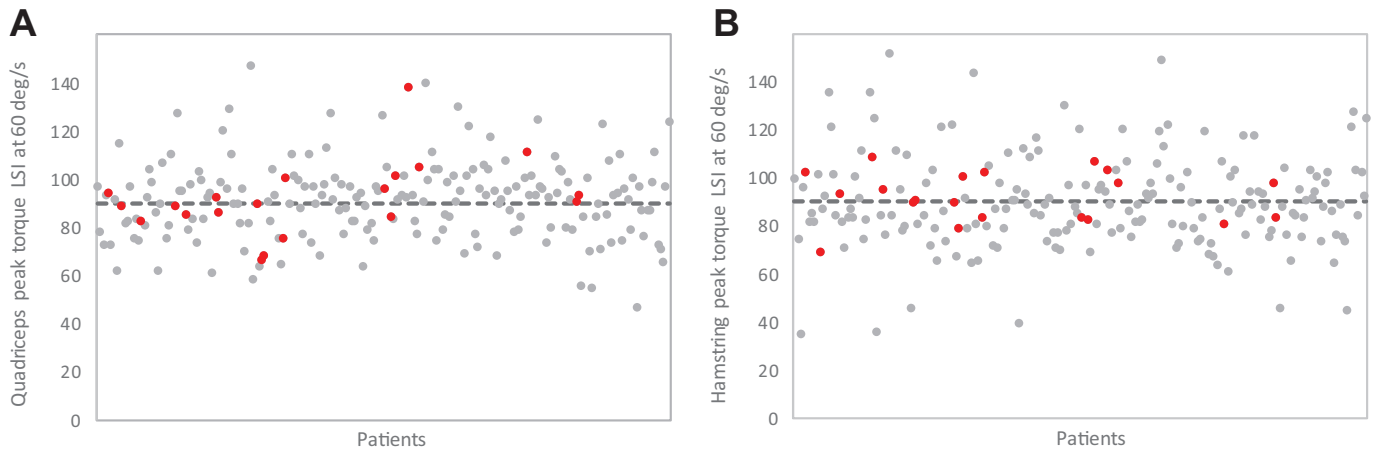 A
Quadriceps peak torque LSI at 60 deg/s
140
120
100
80
60
40
20
0
Patients
B
Hamstring peak torque LSI at 60 deg/s
140
120
100
80
60
40
20
0
Patients